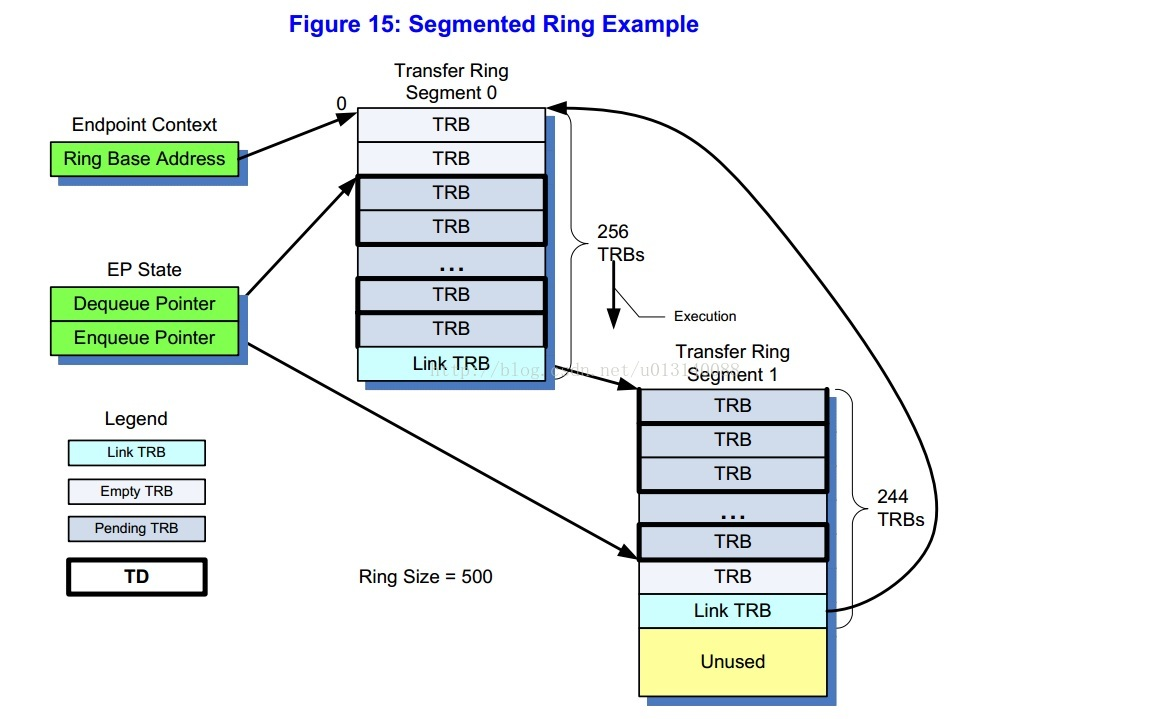 Figure 15: Segmented Ring Example
Transfer Ring
Segment 0
0
Endpoint Context
Ring Base Address
TRB
TRB
TRB
TRB
...
TRB
TRB
Link TRB
256
TRBs
Execution
EP State
Dequeue Pointer
Enqueue Pointer
Transfer Ring
Segment 1
TRB
TRB
TRB
...
TRB
TRB
Link TRB
Unused
244
TRBs
Legend
Link TRB
Empty TRB
Pending TRB
TD
Ring Size = 500